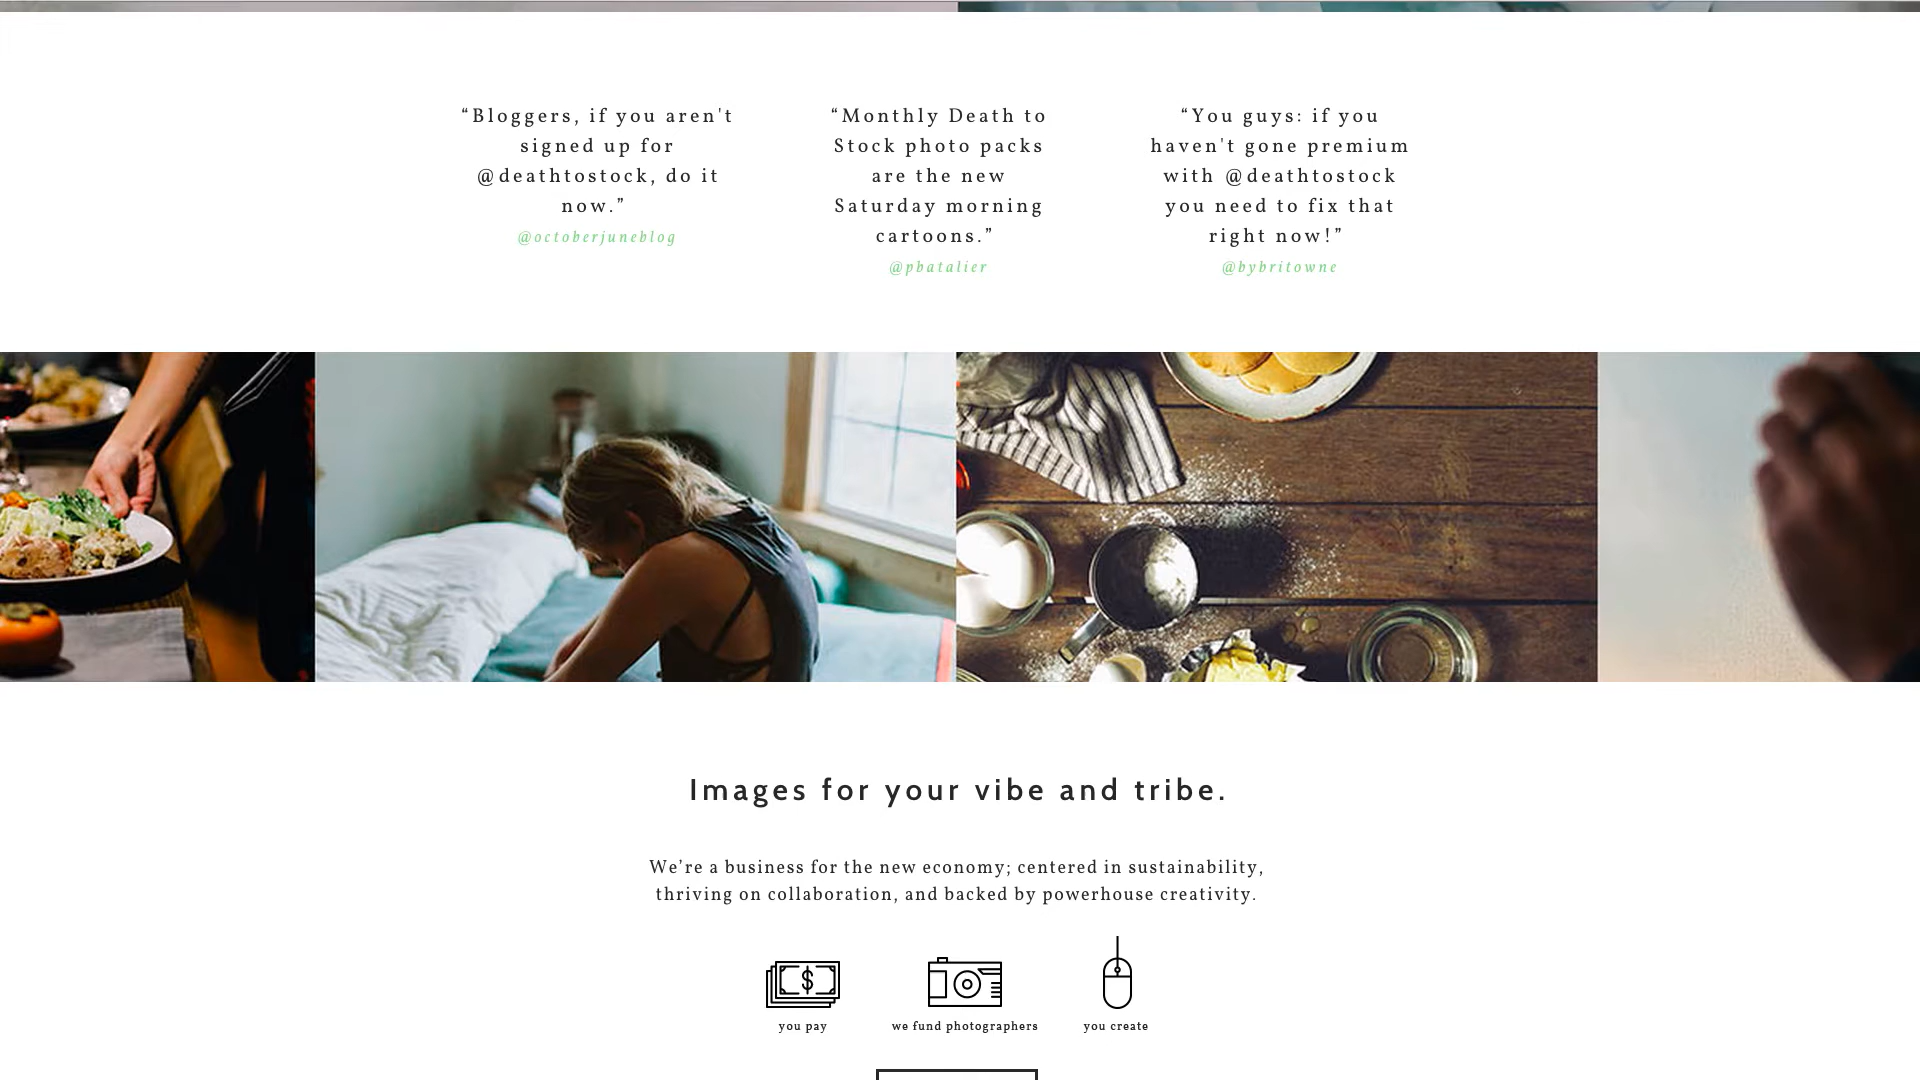 “Bloggers, if you aren't
signed up for
@deathtostock, do it
now.”
@octoberjuneblog
“Monthly Death to
Stock photo packs
are the new
Saturday morning
cartoons.”
@pbatalier
“You guys: if you
haven't gone premium
with @deathtostock
you need to fix that
right now!”
@bybritowne
Images for your vibe and tribe.
We’re a business for the new economy; centered in sustainability,
thriving on collaboration, and backed by powerhouse creativity.
$
you pay
we fund photographers
you create